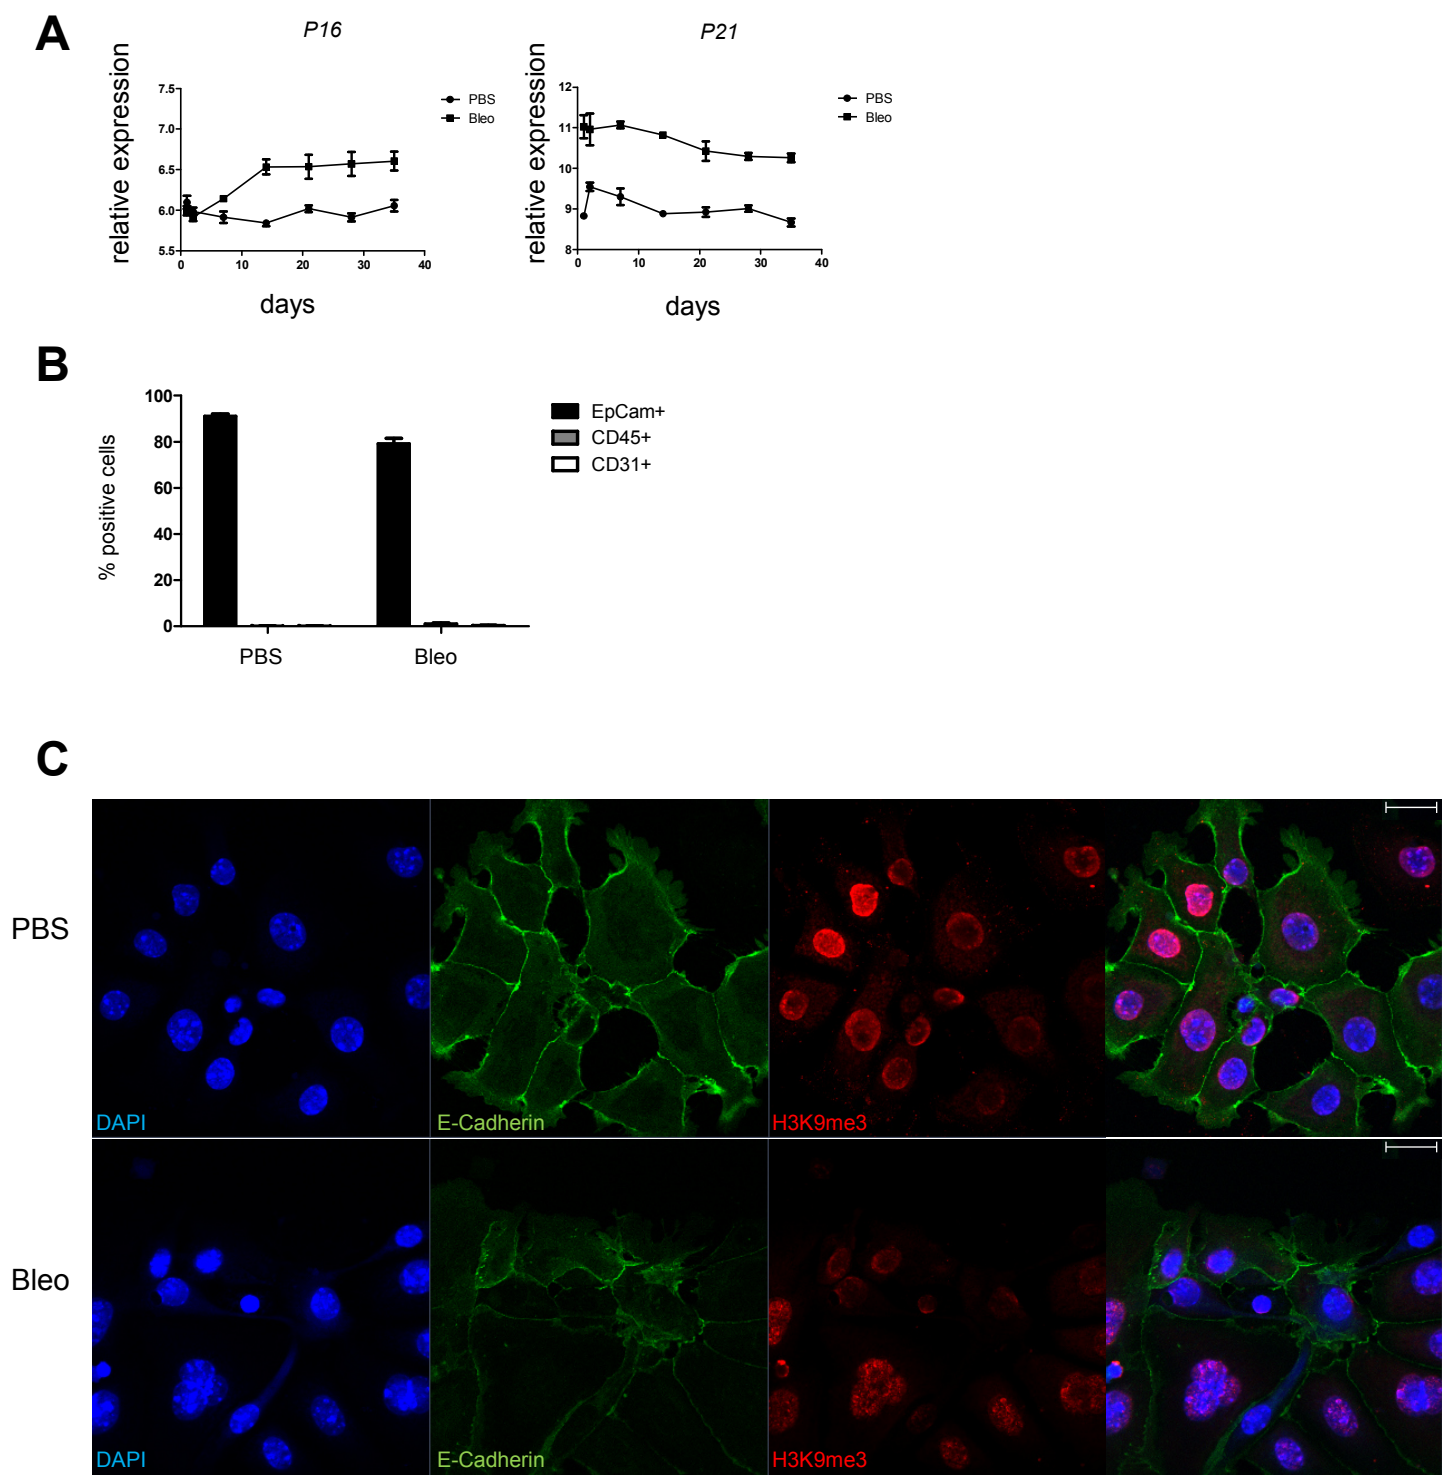 A
P16
P21
relative expression
7.5
7.0
6.5
6.0
5.5
0
10
20
30
40
days
PBS
Bleo
relative expression
12
11
10
9
8
0
10
20
30
40
days
PBS
Bleo
B
% positive cells
100
80
60
40
20
0
PBS
Bleo
EpCam+
CD45+
CD31+
C
PBS
DAPI
E-Cadherin
H3K9me3
Bleo
DAPI
E-Cadherin
H3K9me3